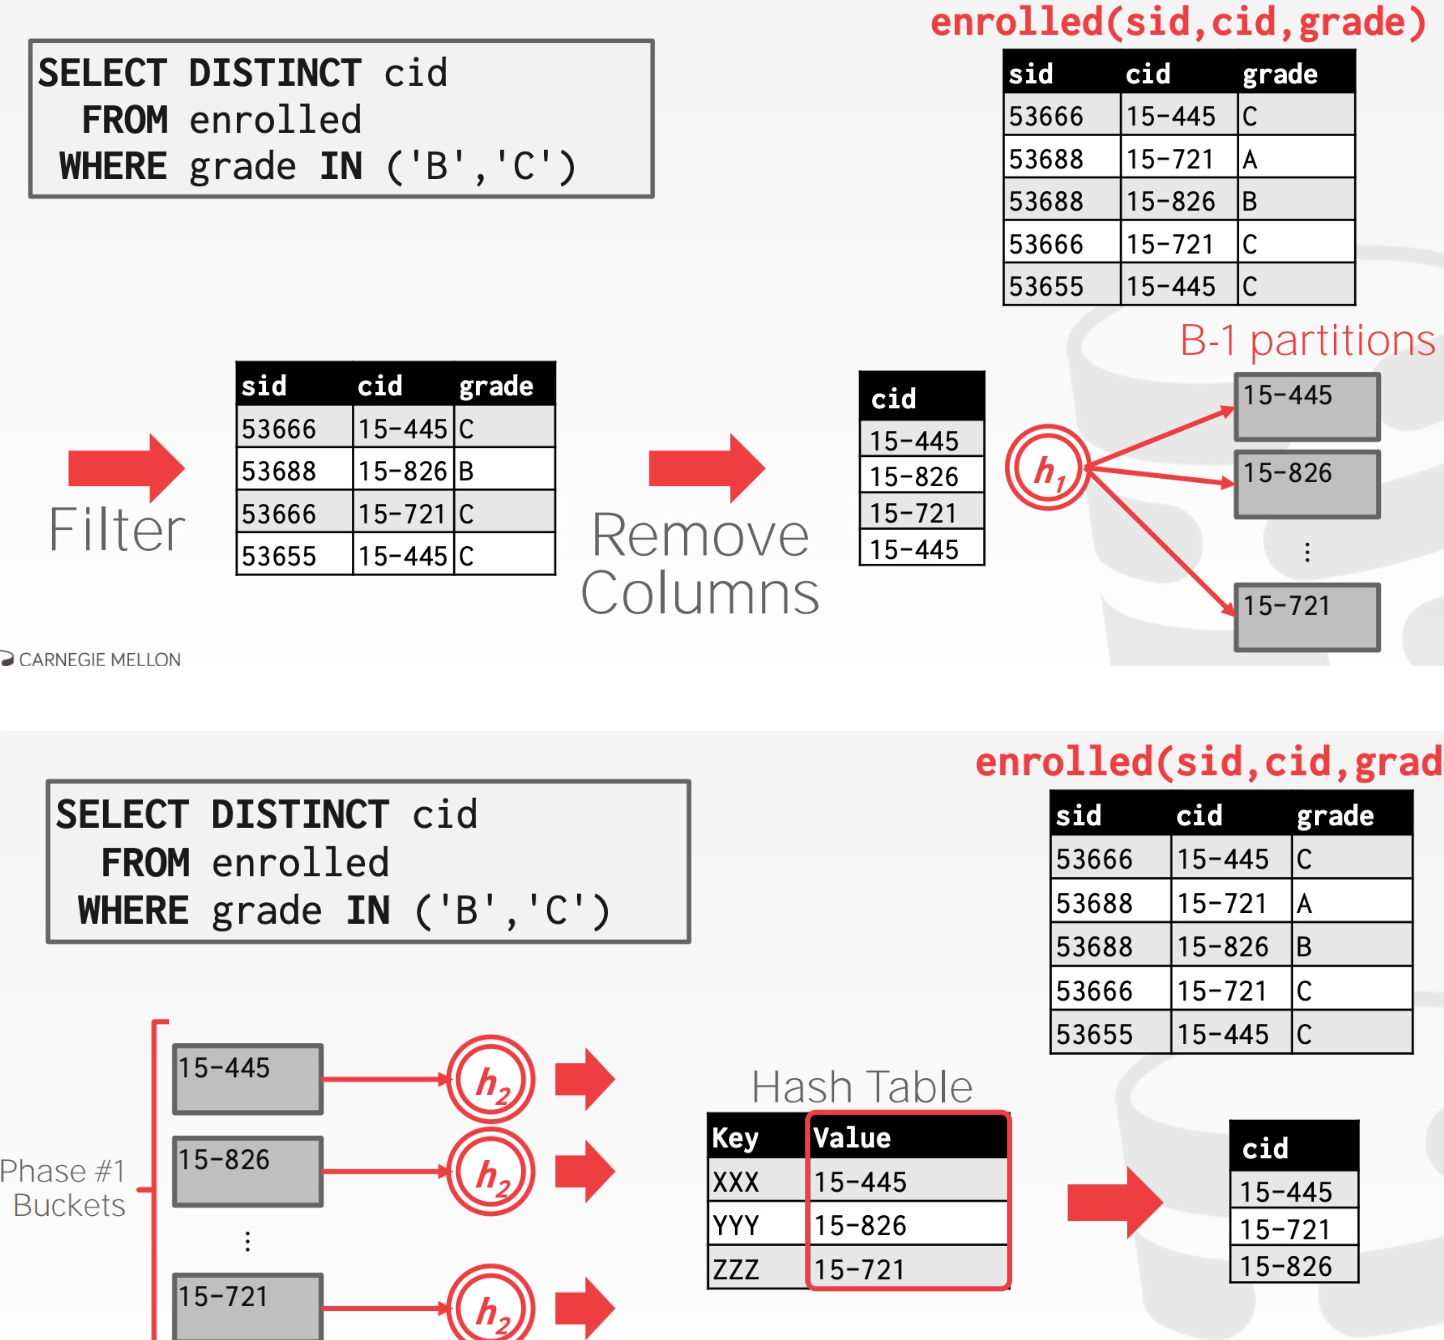 enrolled(sid,cid,grade)
SELECT DISTINCT cid
FROM enrolled
WHERE grade IN ('B','C')
sid cid grade
53666 15-445 C
53688 15-721 A
53688 15-826 B
53666 15-721 C
53655 15-445 C
B-1 partitions
Filter
sid cid grade
53666 15-445 C
53688 15-826 B
53666 15-721 C
53655 15-445 C
Remove
Columns
cid
15-445
15-826
15-721
15-445
h1
15-445
15-826
⋮
15-721
CARNEGIE MELLON
enrolled(sid,cid,grad
SELECT DISTINCT cid
FROM enrolled
WHERE grade IN ('B','C')
sid cid grade
53666 15-445 C
53688 15-721 A
53688 15-826 B
53666 15-721 C
53655 15-445 C
Phase #1
Buckets
15-445
h2
15-826
h2
⋮
15-721
h2
Hash Table
Key Value
XXX 15-445
YYY 15-826
ZZZ 15-721
cid
15-445
15-721
15-826